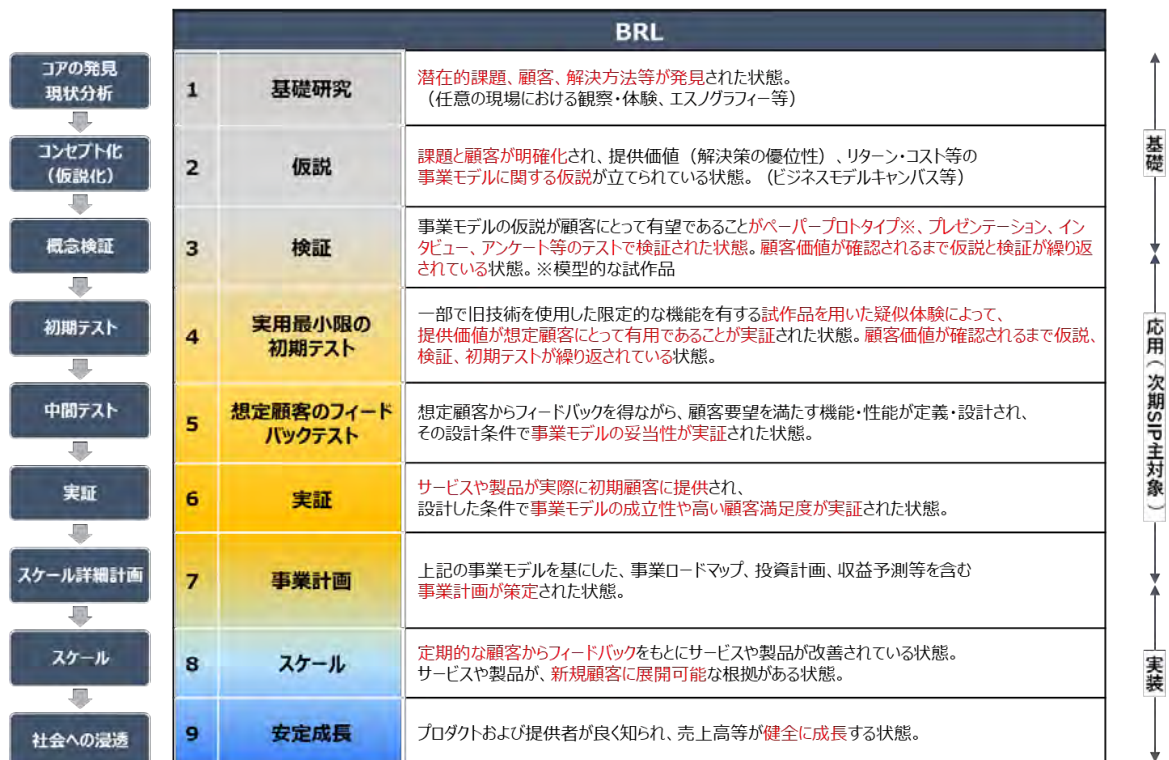 BRL
コアの発見
現状分析
1
基礎研究
潜在的課題、顧客、解決方法等が発見された状態。
（任意の現場における観察・体験、エスノグラフィー等）
コンセプト化
（仮説化）
2
仮説
課題と顧客が明確化され、提供価値（解決策の優位性）、リターン・コスト等の
事業モデルに関する仮説が立てられている状態。（ビジネスモデルキャンバス等）
概念検証
3
検証
事業モデルの仮説が顧客にとって有望であることがペーパープロトタイプ※、プレゼンテーション、イン
タビュー、アンケート等のテストで検証された状態。顧客価値が確認されるまで仮説と検証が繰り返
されている状態。※模型的な試作品
初期テスト
4
実用最小限の
初期テスト
一部で旧技術を使用した限定的な機能を有する試作品を用いた疑似体験によって、
提供価値が想定顧客にとって有用であることが実証された状態。顧客価値が確認されるまで仮説、
検証、初期テストが繰り返されている状態。
中間テスト
5
想定顧客のフィード
バックテスト
想定顧客からフィードバックを得ながら、顧客要望を満たす機能・性能が定義・設計され、
その設計条件で事業モデルの妥当性が実証された状態。
実証
6
実証
サービスや製品が実際に初期顧客に提供され、
設計した条件で事業モデルの成立性や高い顧客満足度が実証された状態。
スケール詳細計画
7
事業計画
上記の事業モデルを基にした、事業ロードマップ、投資計画、収益予測等を含む
事業計画が策定された状態。
スケール
8
スケール
定期的な顧客からフィードバックをもとにサービスや製品が改善されている状態。
サービスや製品が、新規顧客に展開可能な根拠がある状態。
社会への浸透
9
安定成長
プロダクトおよび提供者が良く知られ、売上高等が健全に成長する状態。
基礎
応用（次期SIP主対象）
実装